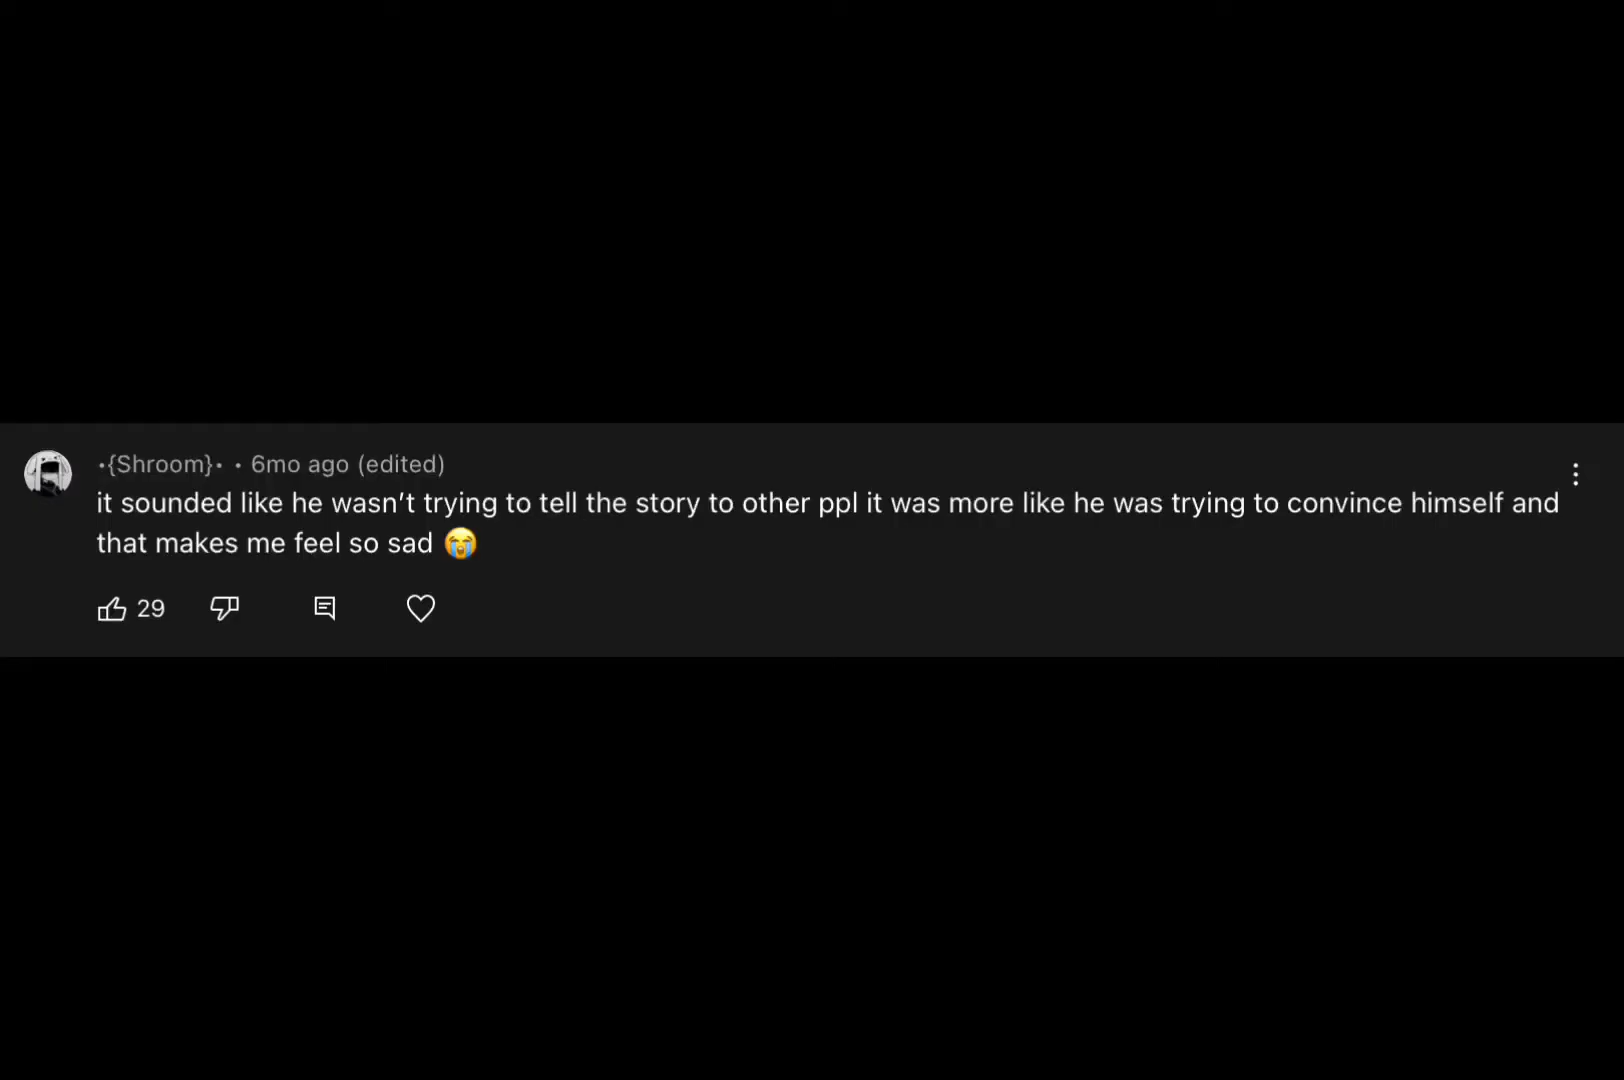 •{Shroom}• • 6mo ago (edited)
it sounded like he wasn’t trying to tell the story to other ppl it was more like he was trying to convince himself and
that makes me feel so sad 😭
29